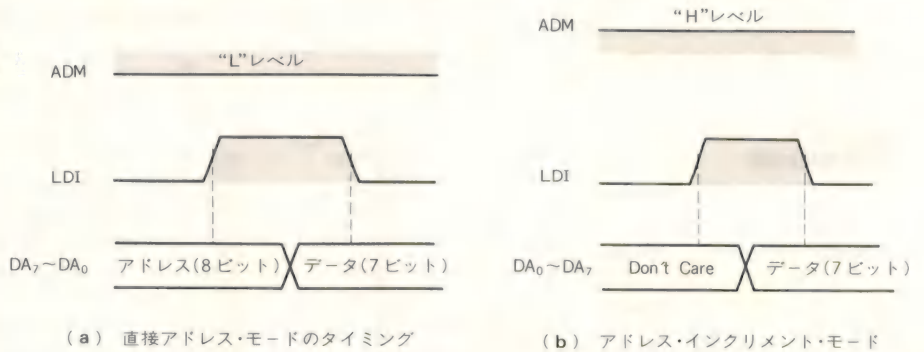 ADM
“L”レベル
LDI
DA₇~DA₀
アドレス(8ビット)
データ(7ビット)
(a) 直接アドレス・モードのタイミング
ADM
“H”レベル
LDI
DA₀~DA₇
Don't Care
データ(7ビット)
(b) アドレス・インクリメント・モード